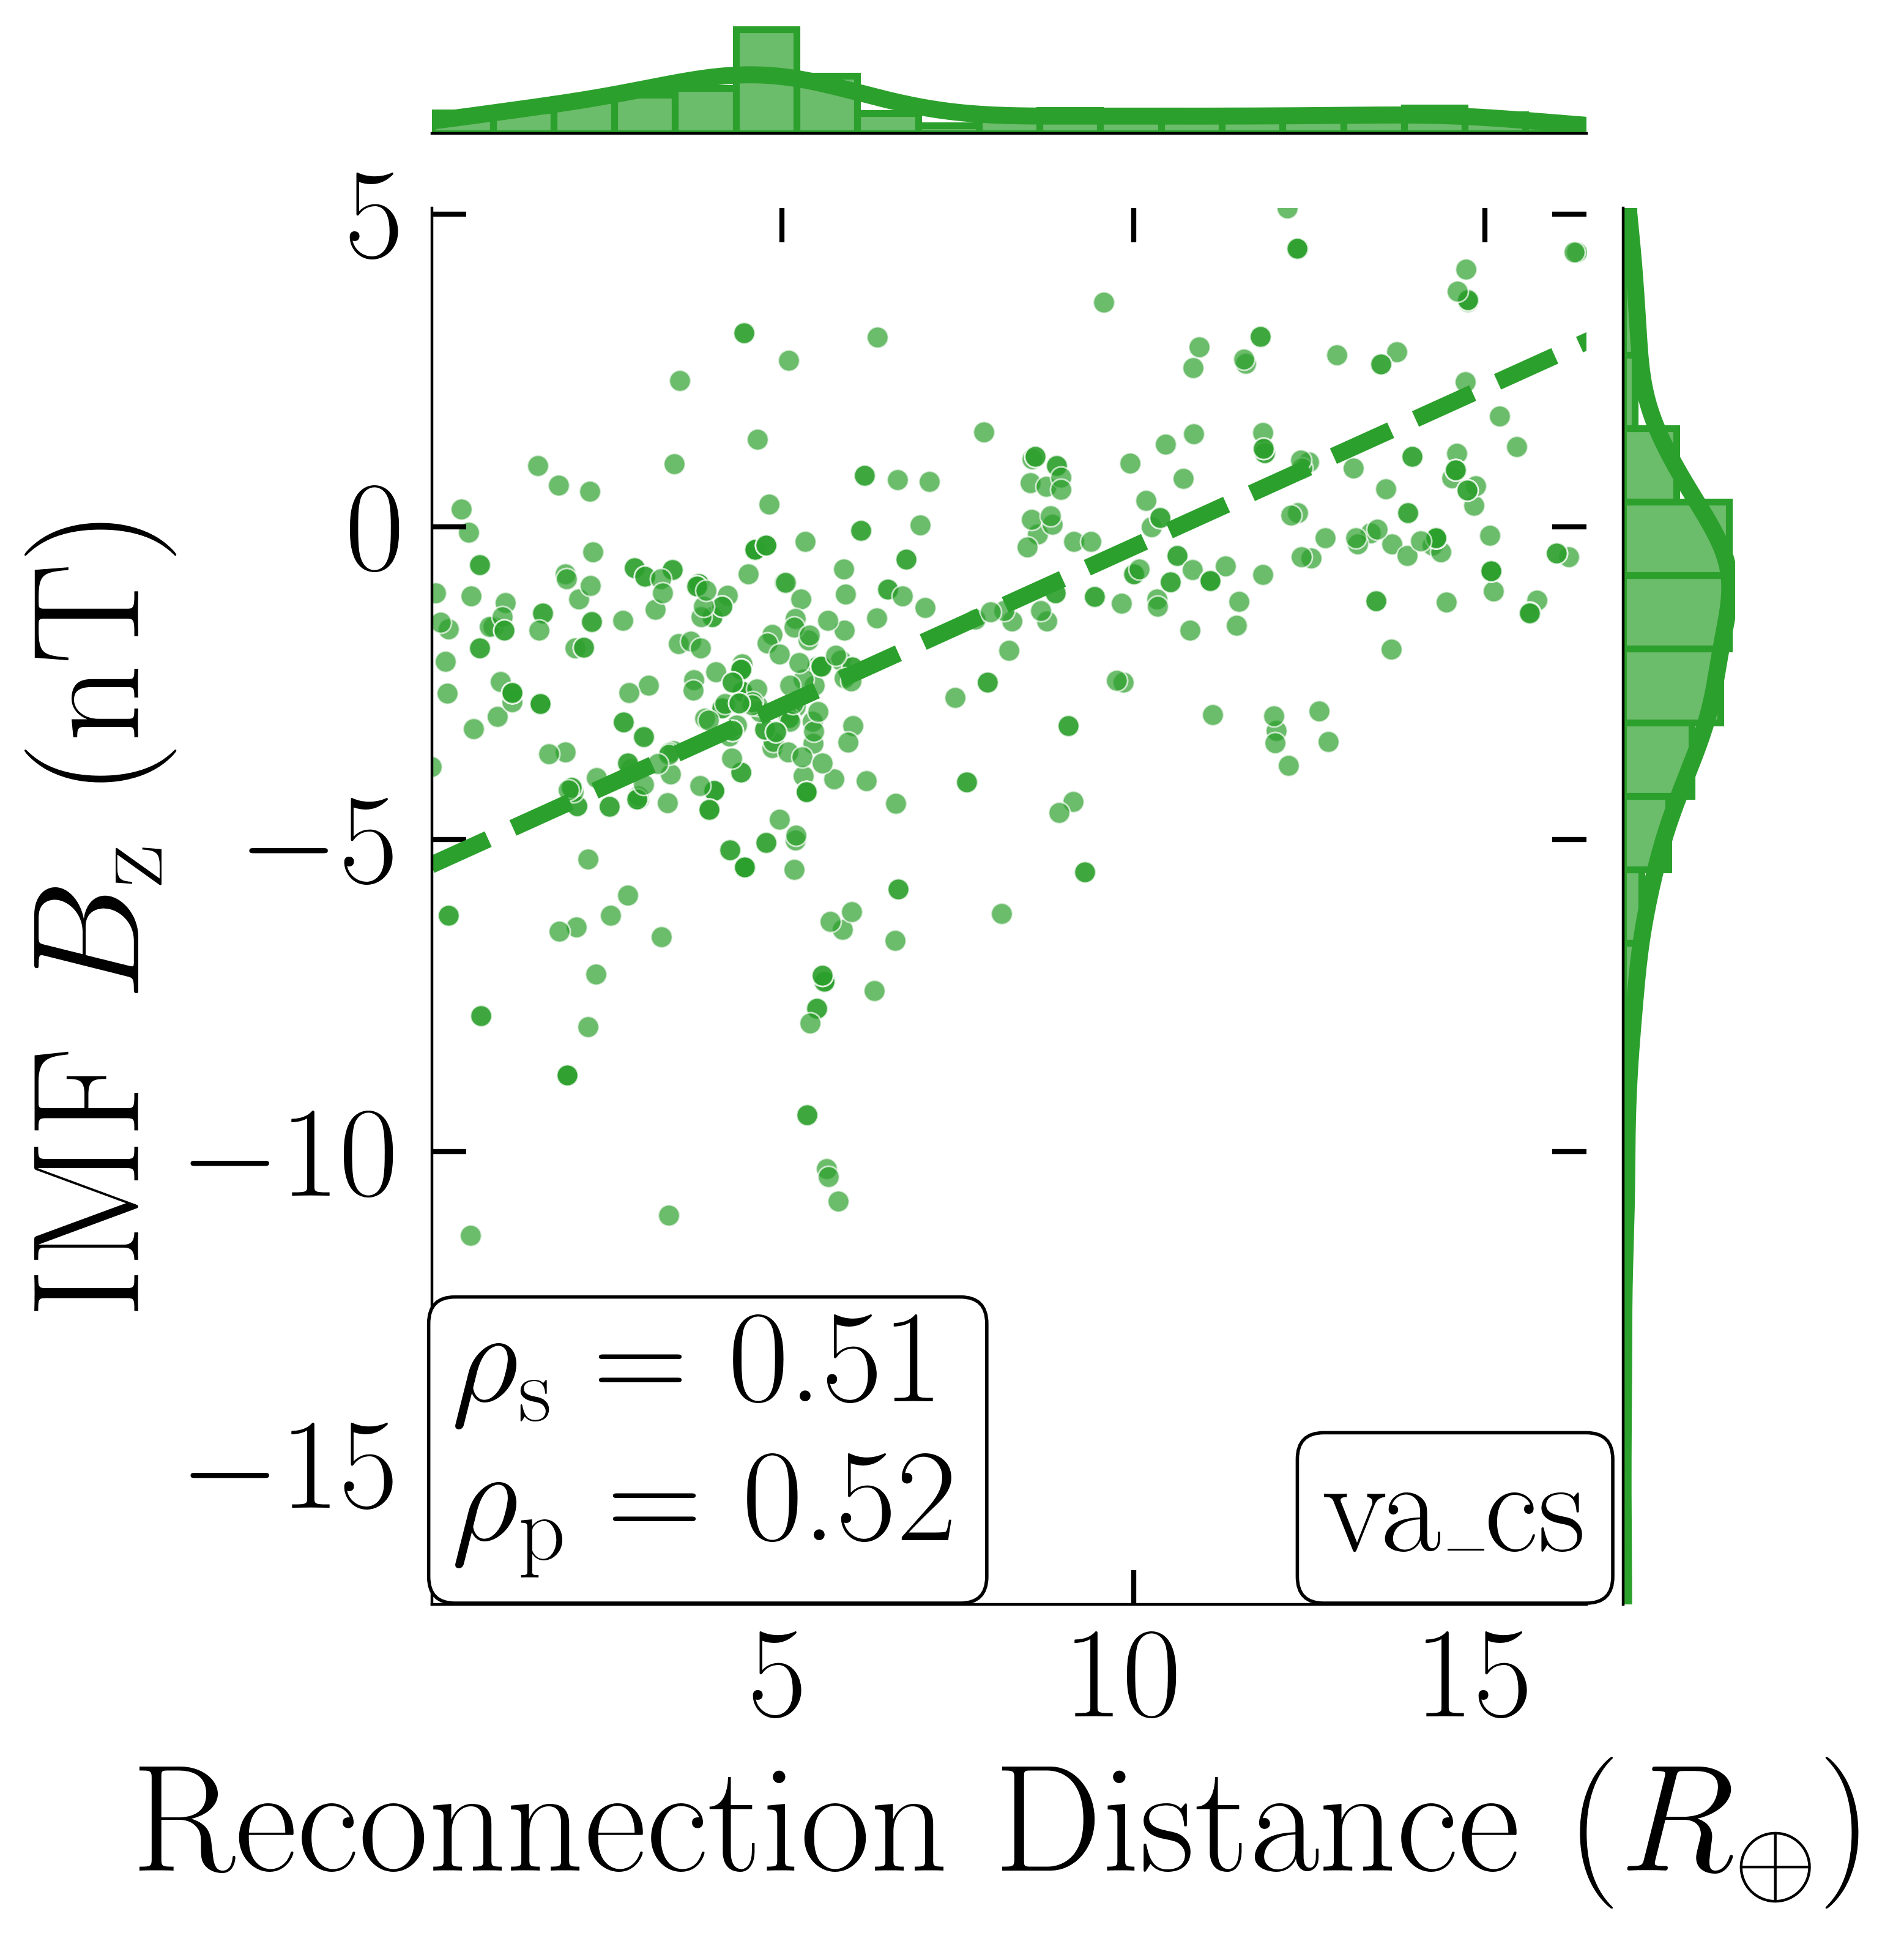 5
0
−5
−10
−15
IMF B_z (nT)
ρ_s = 0.51
ρ_p = 0.52
va_cs
5 10 15
Reconnection Distance (R_⊕)